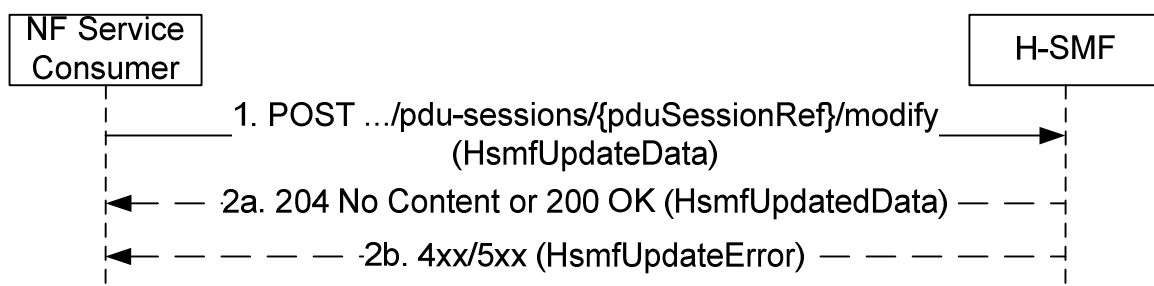 NF Service
Consumer
H-SMF
1. POST .../pdu-sessions/{pduSessionRef}/modify
(HsmfUpdateData)
2a. 204 No Content or 200 OK (HsmfUpdatedData)
2b. 4xx/5xx (HsmfUpdateError)